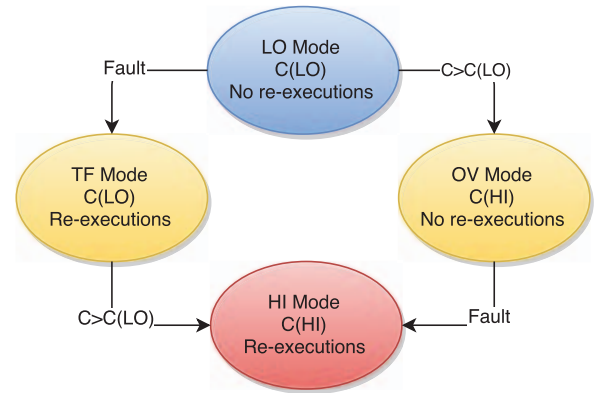 LO Mode
C(LO)
No re-executions
Fault
C>C(LO)
TF Mode
C(LO)
Re-executions
OV Mode
C(HI)
No re-executions
C>C(LO)
HI Mode
C(HI)
Re-executions
Fault